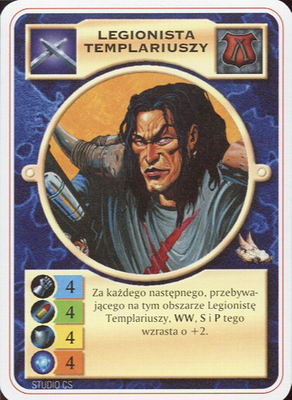 LEGIONISTA
TEMPLARIUSZY
4
4
4
4
Za każdego następnego, przebywa-
jącego na tym obszarze Legionistę
Templariuszy, WW, S i P tego
wzrasta o +2.
STUDIO CS